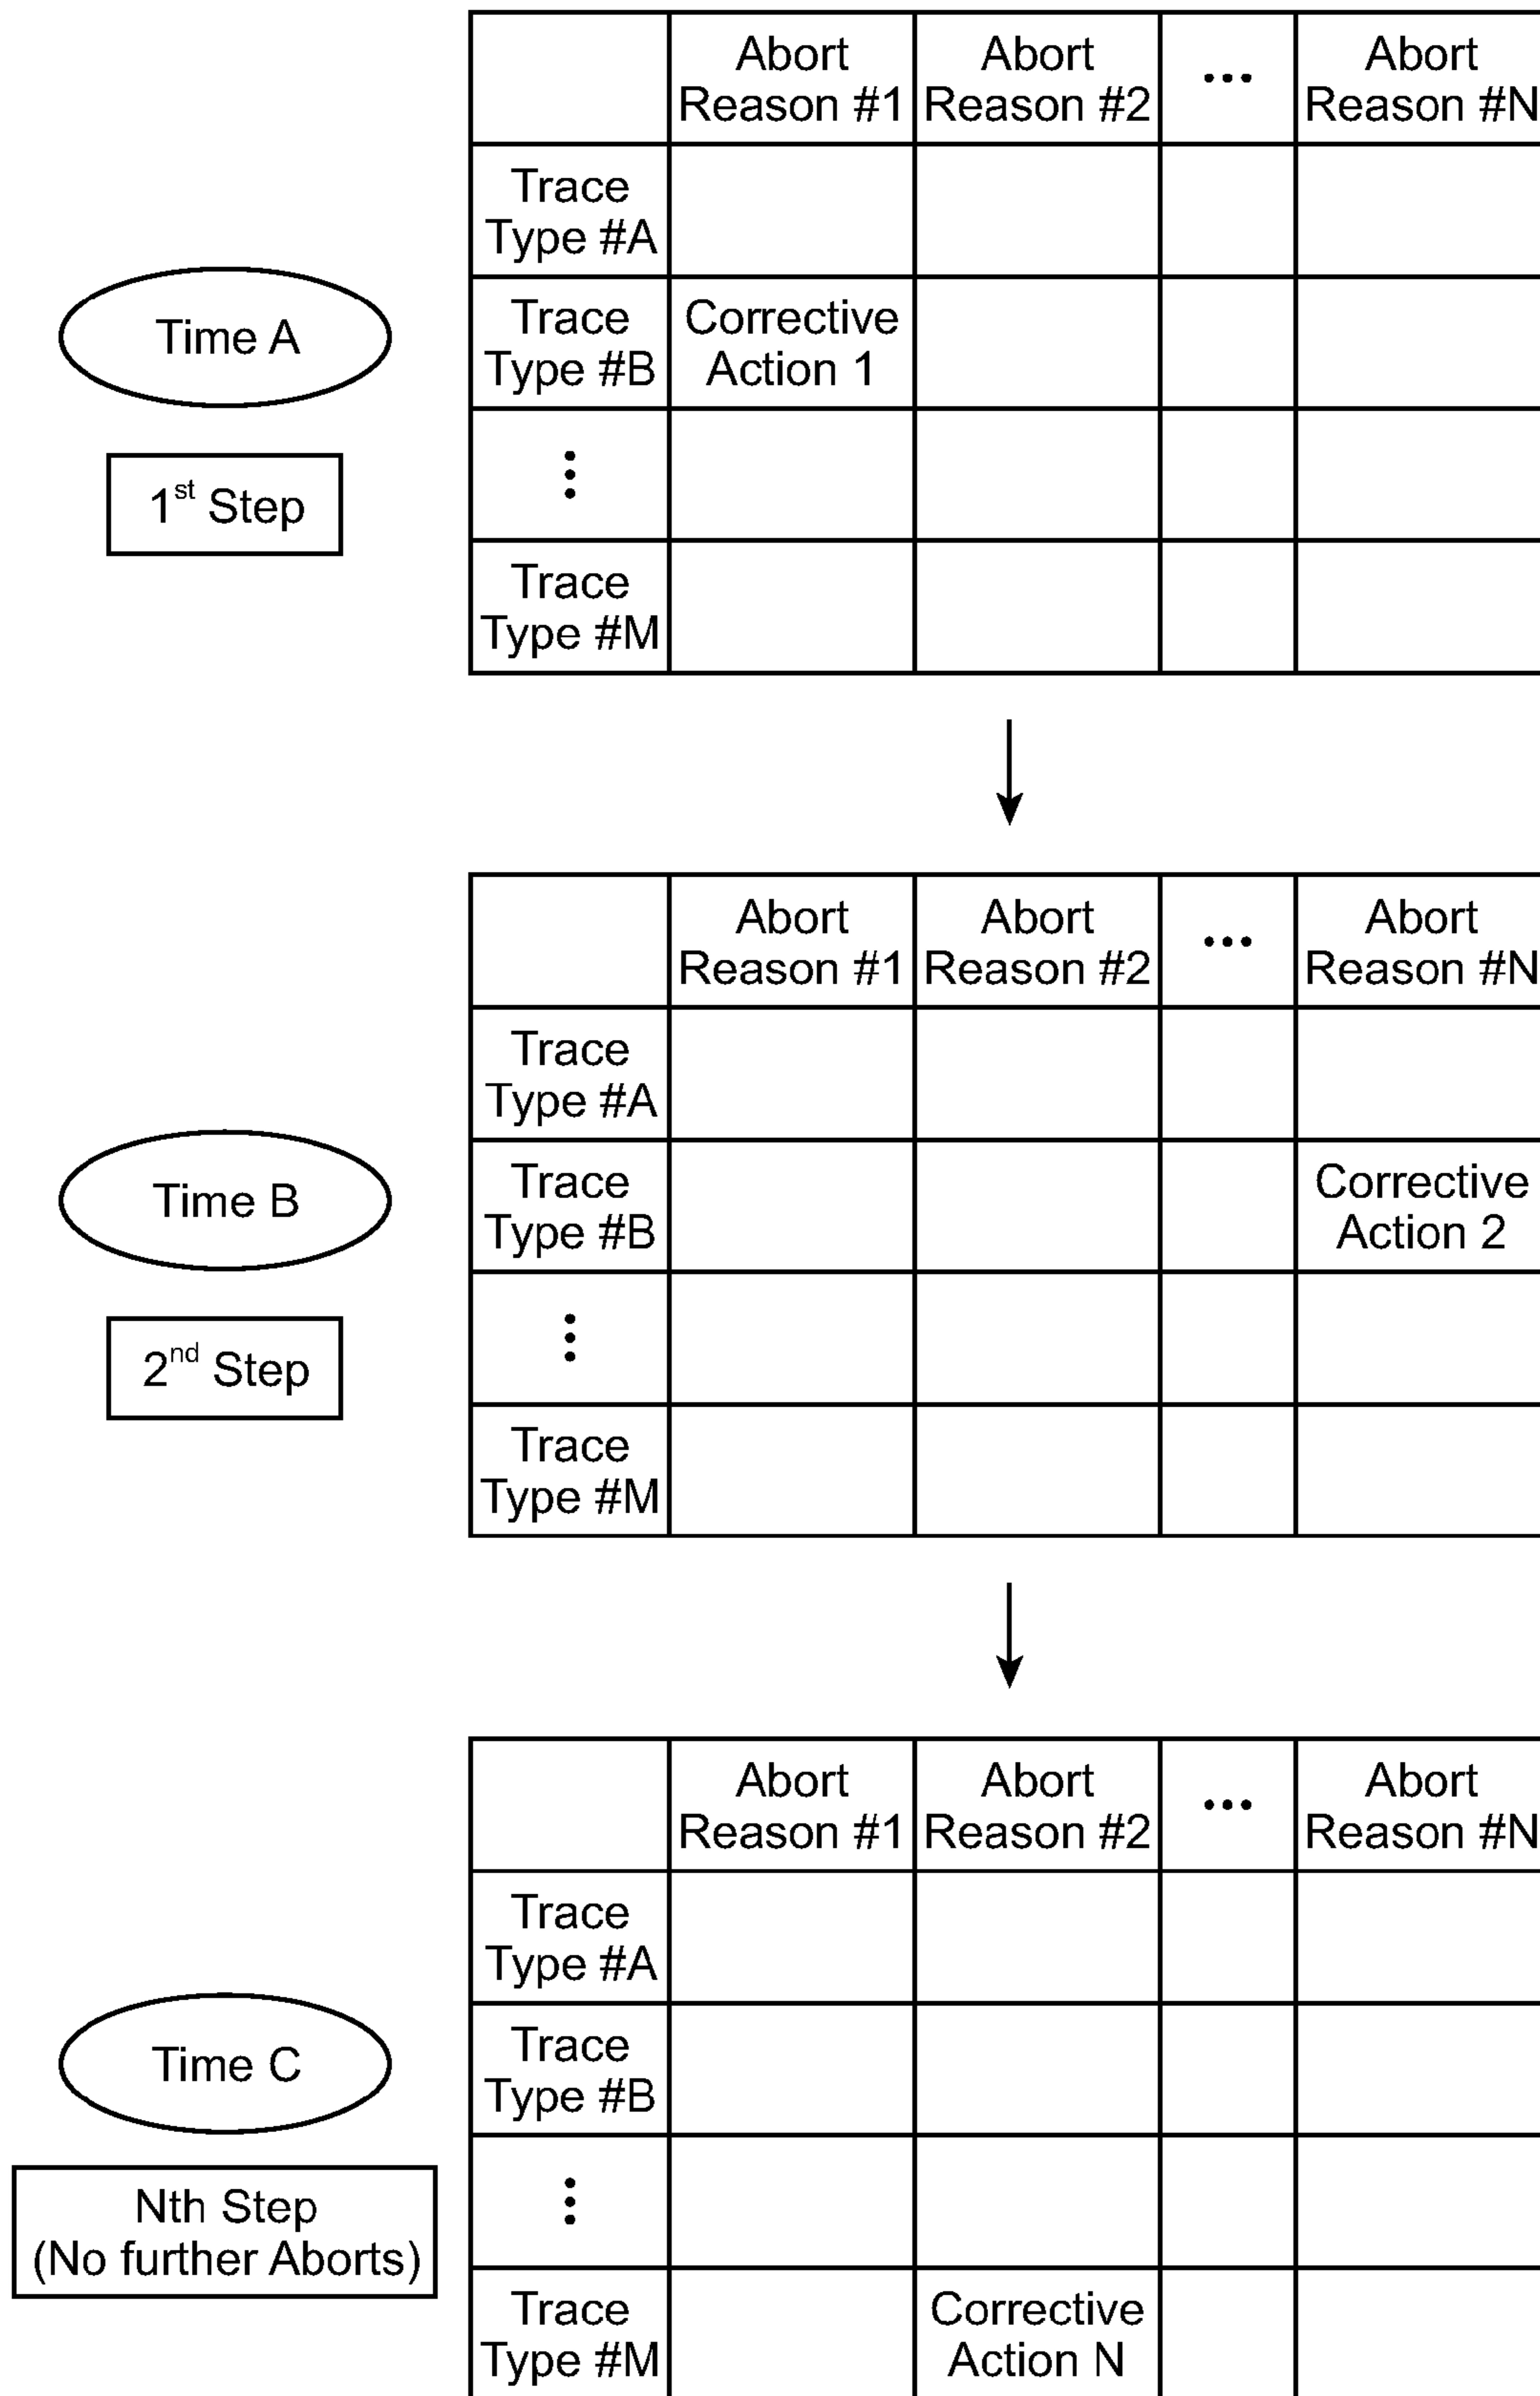 Abort Abort ... Abort
Reason #1 Reason #2 Reason #N
Trace
Type #A
Time A
Trace Corrective
Type #B Action 1
1st Step
⋮
Trace
Type #M
Abort Abort ... Abort
Reason #1 Reason #2 Reason #N
Trace
Type #A
Time B
Trace Corrective
Type #B Action 2
2nd Step
⋮
Trace
Type #M
Abort Abort ... Abort
Reason #1 Reason #2 Reason #N
Trace
Type #A
Time C
Trace
Type #B
Nth Step
(No further Aborts)
⋮
Trace Corrective
Type #M Action N